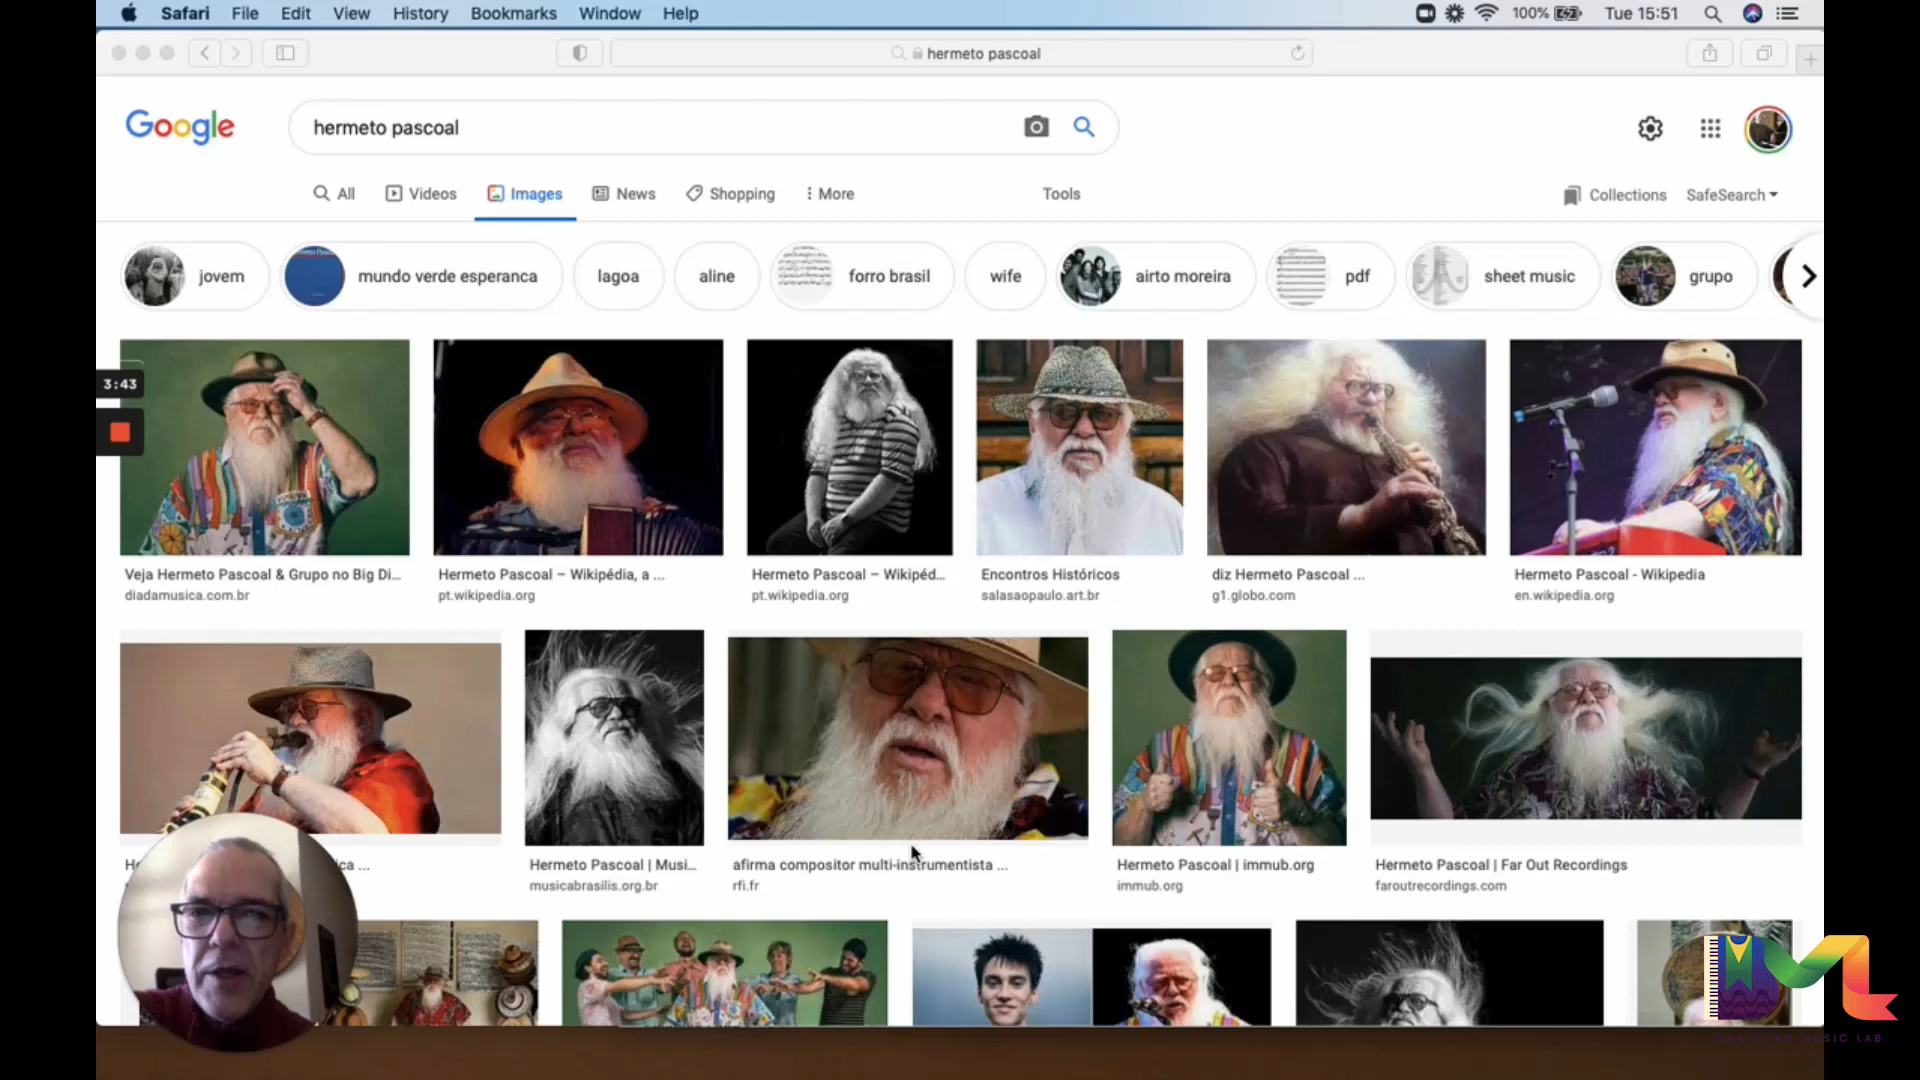 Safari File Edit View History Bookmarks Window Help 100% Tue 15:51
hermeto pascoal
Google hermeto pascoal
All Videos Images News Shopping More Tools Collections SafeSearch
jovem mundo verde esperanca lagoa aline forro brasil wife airto moreira pdf sheet music grupo
3:43
Veja Hermeto Pascoal & Grupo no Big Di... Hermeto Pascoal – Wikipédia, a ... Hermeto Pascoal – Wikipéd... Encontros Históricos diz Hermeto Pascoal ... Hermeto Pascoal - Wikipedia
diadamusica.com.br pt.wikipedia.org pt.wikipedia.org salasaopaulo.art.br g1.globo.com en.wikipedia.org
Hermeto Pascoal | Musi... afirma compositor multi-instrumentista ... Hermeto Pascoal | immub.org Hermeto Pascoal | Far Out Recordings
musicabrasilis.org.br rfi.fr immub.org faroutrecordings.com
LAB